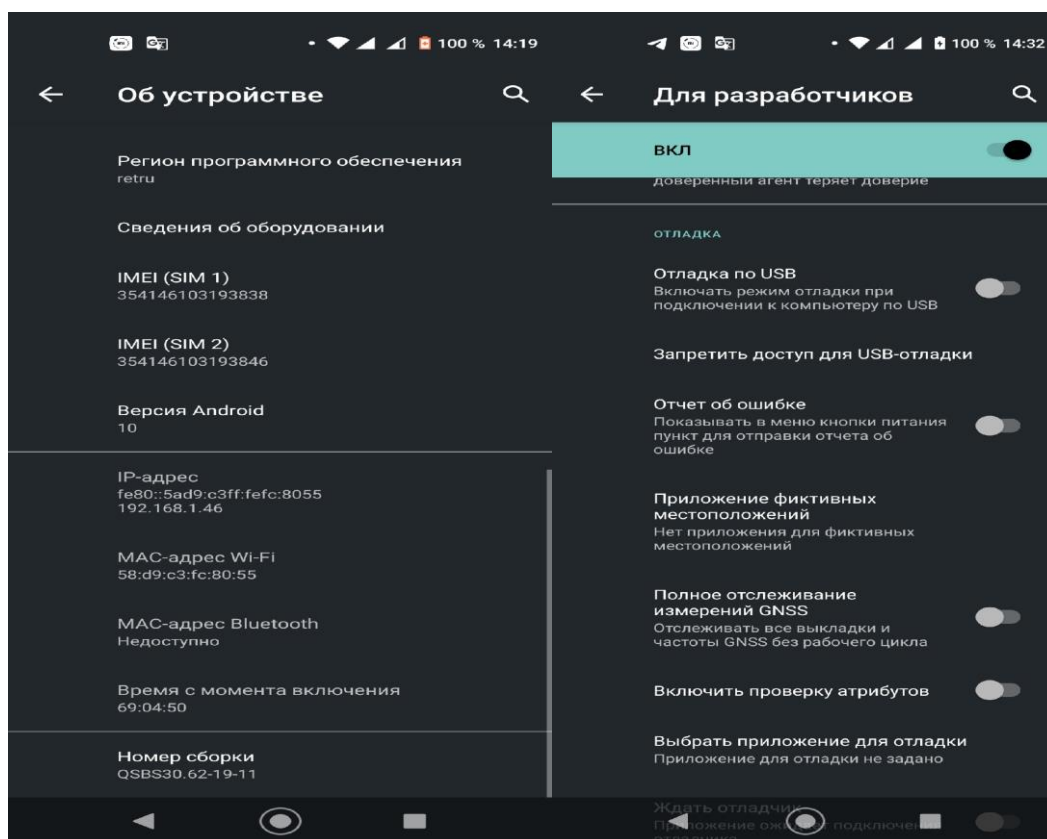 100 % 14:19
Об устройстве
Регион программного обеспечения
retru
Сведения об оборудовании
IMEI (SIM 1)
354146103193838
IMEI (SIM 2)
354146103193846
Версия Android
10
IP-адрес
fe80::5ad9:c3ff:fefc:8055
192.168.1.46
MAC-адрес Wi-Fi
58:d9:c3:fc:80:55
MAC-адрес Bluetooth
Недоступно
Время с момента включения
69:04:50
Номер сборки
QSBS30.62-19-11
100 % 14:32
Для разработчиков
ВКЛ
доверенный агент теряет доверие
ОТЛАДКА
Отладка по USB
Включать режим отладки при
подключении к компьютеру по USB
Запретить доступ для USB-отладки
Отчет об ошибке
Показывать в меню кнопки питания
пункт для отправки отчета об
ошибке
Приложение фиктивных
местоположений
Нет приложения для фиктивных
местоположений
Полное отслеживание
измерений GNSS
Отслеживать все выкладки и
частоты GNSS без рабочего цикла
Включить проверку атрибутов
Выбрать приложение для отладки
Приложение для отладки не задано
Ждать отладчик